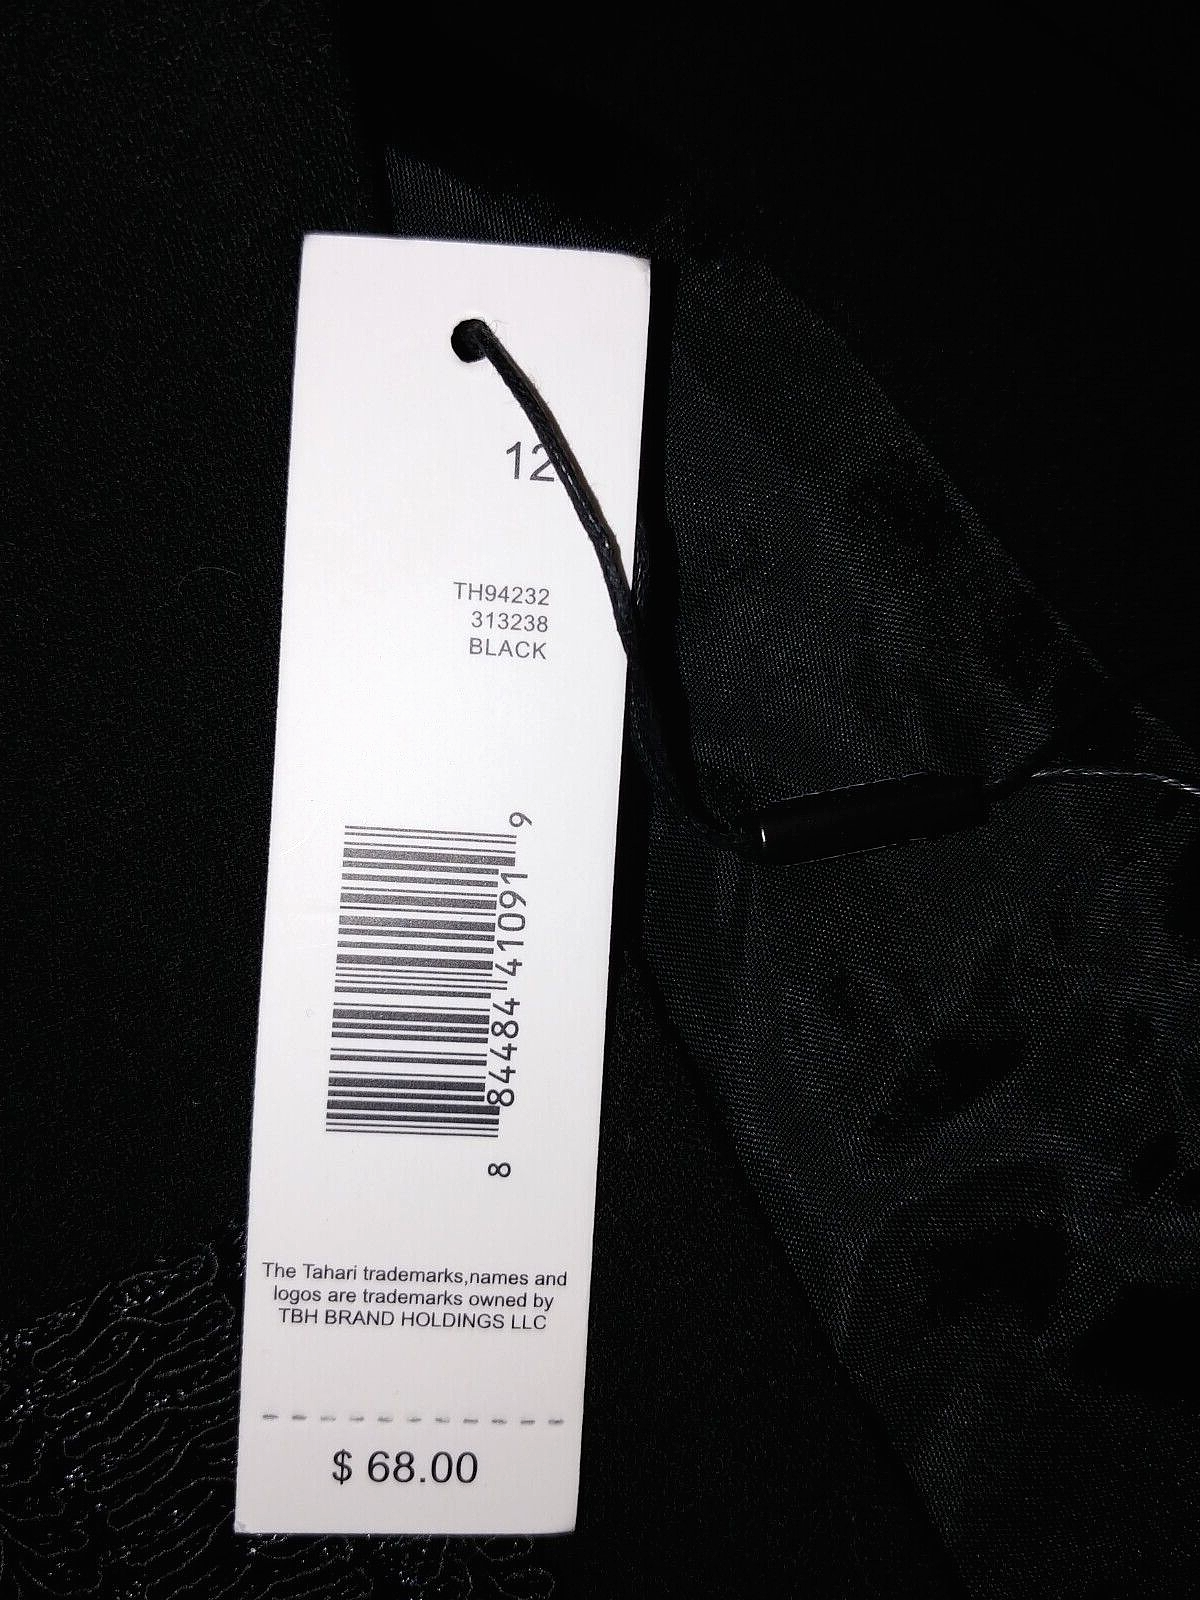 12
TH94232
313238
BLACK
8 84484 41091 9
The Tahari trademarks,names and
logos are trademarks owned by
TBH BRAND HOLDINGS LLC
$ 68.00